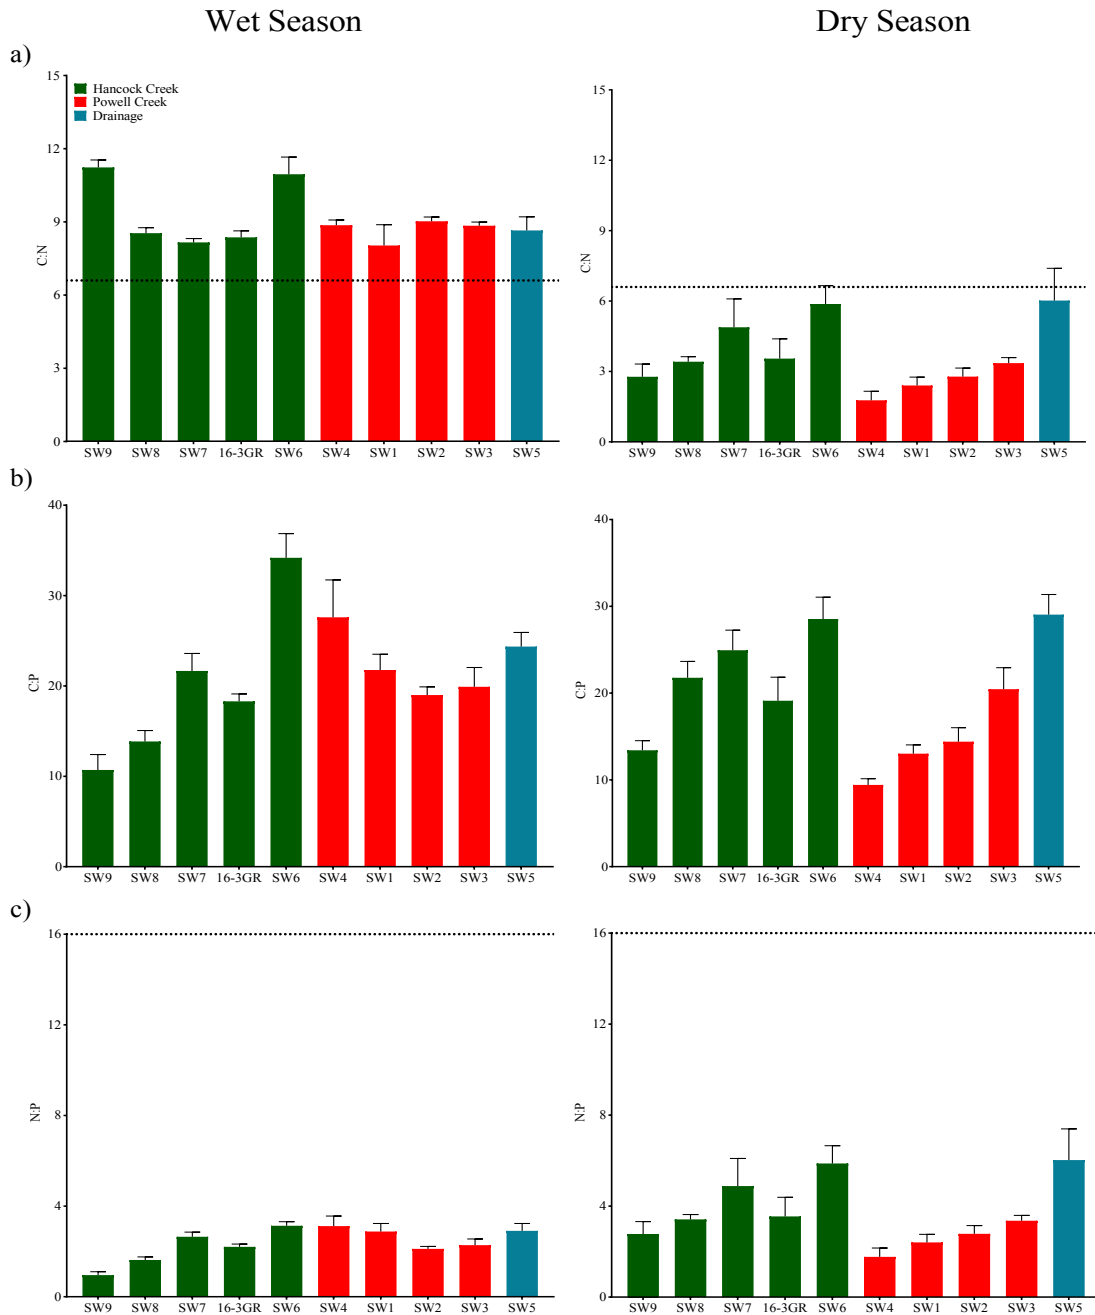 Wet Season
Dry Season
a)
15
12
9
6
3
0
C:N
Hancock Creek
Powell Creek
Drainage
SW9 SW8 SW7 16-3GR SW6 SW4 SW1 SW2 SW3 SW5
15
12
9
6
3
0
C:N
SW9 SW8 SW7 16-3GR SW6 SW4 SW1 SW2 SW3 SW5
b)
40
30
20
10
0
C:P
SW9 SW8 SW7 16-3GR SW6 SW4 SW1 SW2 SW3 SW5
40
30
20
10
0
C:P
SW9 SW8 SW7 16-3GR SW6 SW4 SW1 SW2 SW3 SW5
c)
16
12
8
4
0
N:P
SW9 SW8 SW7 16-3GR SW6 SW4 SW1 SW2 SW3 SW5
16
12
8
4
0
N:P
SW9 SW8 SW7 16-3GR SW6 SW4 SW1 SW2 SW3 SW5